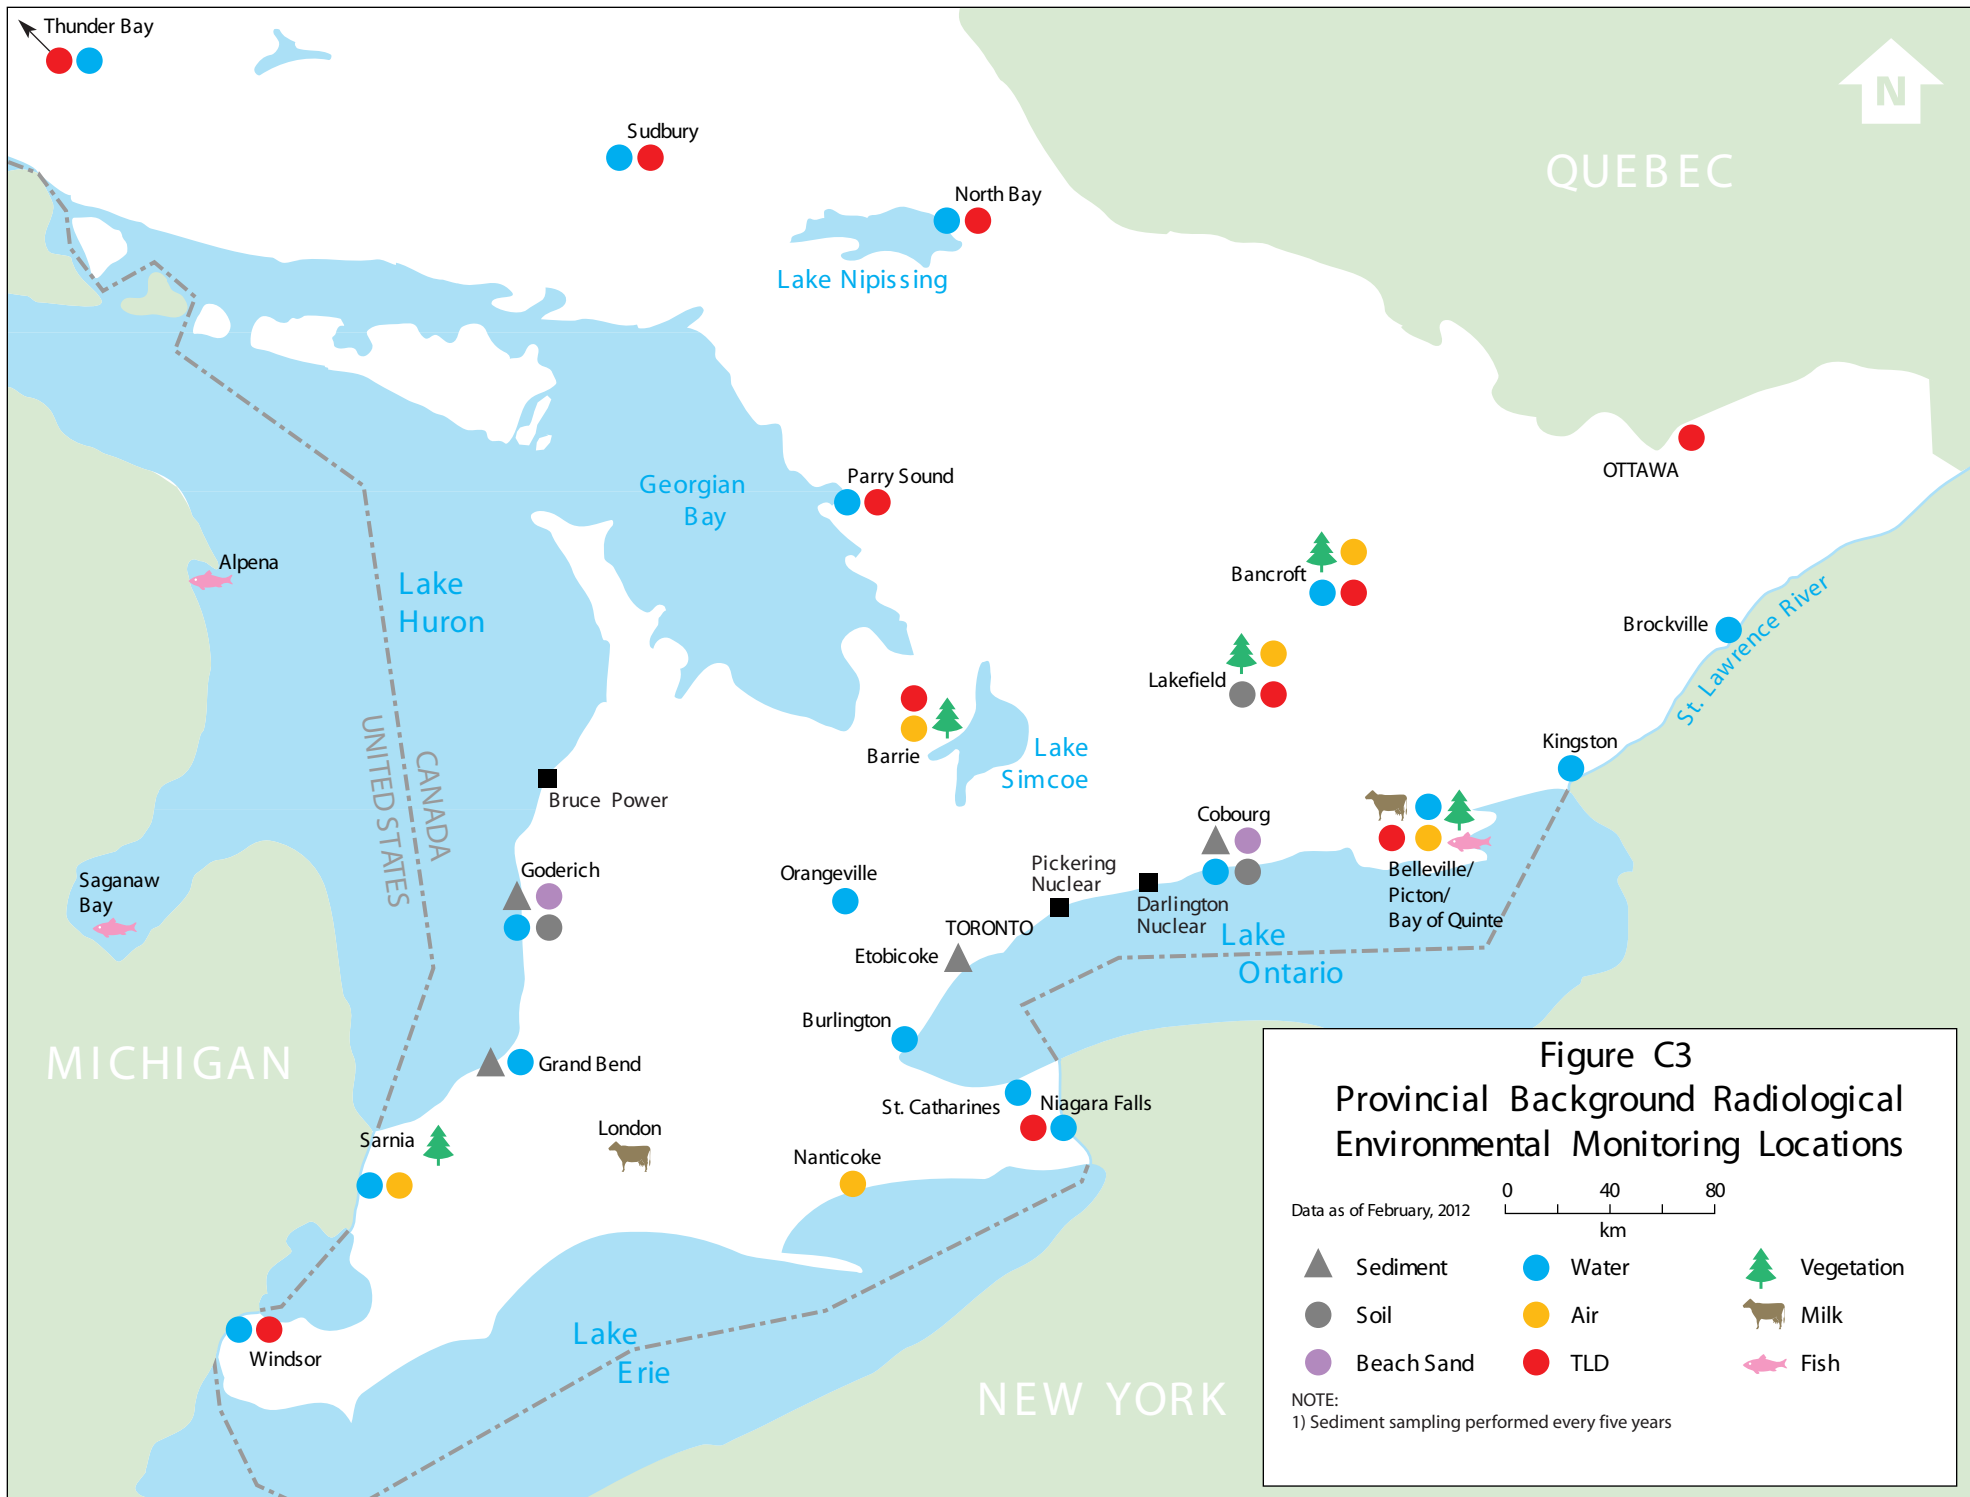 Thunder Bay
N
Sudbury
QUEBEC
North Bay
Lake Nipissing
OTTAWA
Parry Sound
Georgian
Bay
Alpena
Lake
Huron
Bancroft
Brockville
St. Lawrence River
Lakefield
UNITED STATES
CANADA
Barrie
Lake
Simcoe
Kingston
Bruce Power
Cobourg
Goderich
Orangeville
Pickering
Nuclear
Darlington
Nuclear
Belleville/
Picton/
Bay of Quinte
Saganaw
Bay
TORONTO
Etobicoke
Lake
Ontario
Burlington
MICHIGAN
Grand Bend
St. Catharines
Niagara Falls
Sarnia
London
Nanticoke
Windsor
Lake
Erie
NEW YORK
Figure C3
Provincial Background Radiological
Environmental Monitoring Locations
Data as of February, 2012
0 40 80
km
Sediment Water Vegetation
Soil Air Milk
Beach Sand TLD Fish
NOTE:
1) Sediment sampling performed every five years